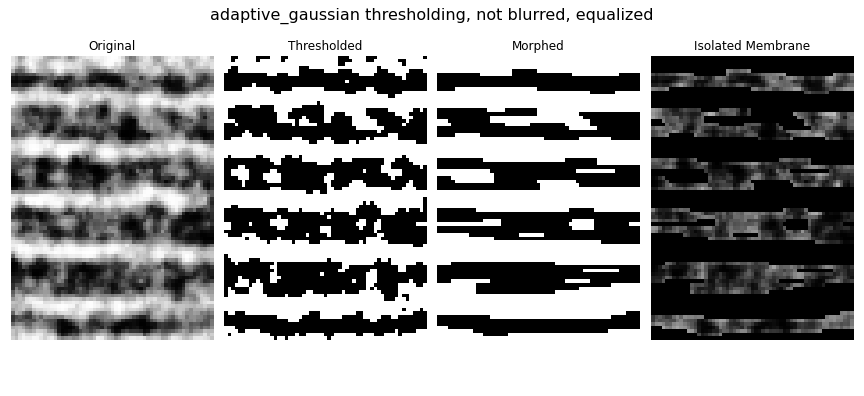 adaptive_gaussian thresholding, not blurred, equalized
Original
Thresholded
Morphed
Isolated Membrane